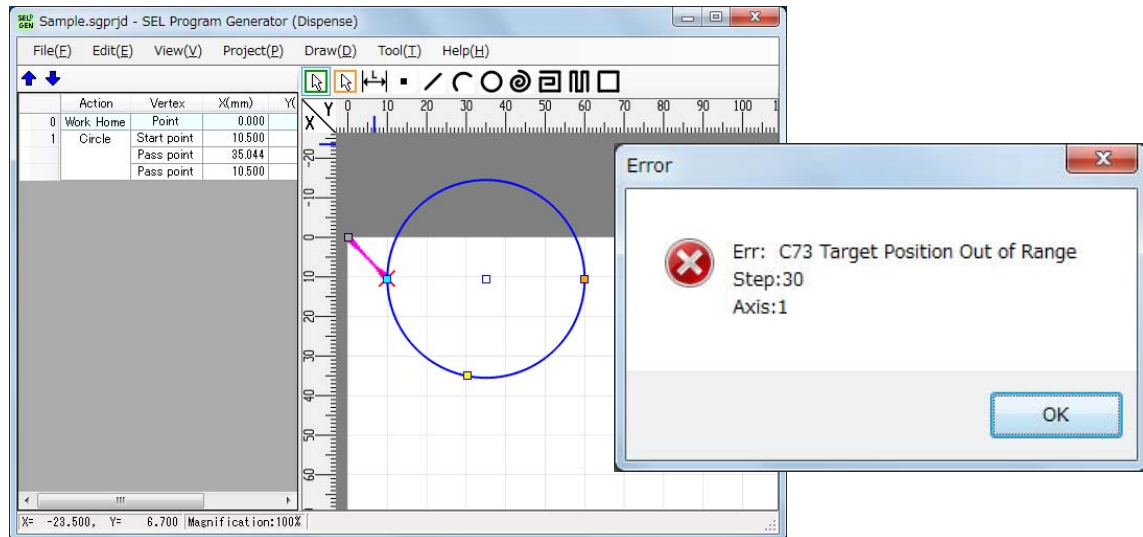 SEL GEN Sample.sgprjd - SEL Program Generator (Dispense)
File(F) Edit(E) View(V) Project(P) Draw(D) Tool(T) Help(H)
L
Action Vertex X(mm) Y(
0 Work Home Point 0.000
1 Circle Start point 10.500
Pass point 35.044
Pass point 10.500
Y 0 10 20 30 40 50 60 70 80 90 100 1
X
-20
-10
0
10
20
30
40
50
60
Error
Err: C73 Target Position Out of Range
Step:30
Axis:1
OK
X= -23.500, Y= 6.700 Magnification:100%